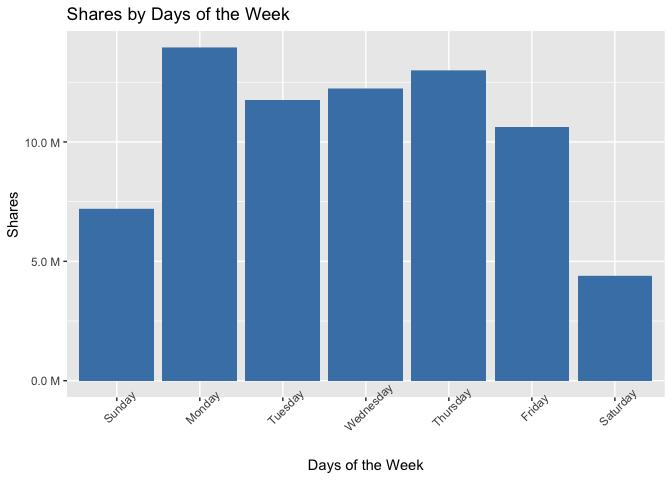 Shares by Days of the Week
Shares
10.0 M
5.0 M
0.0 M
Sunday
Monday
Tuesday
Wednesday
Thursday
Friday
Saturday
Days of the Week